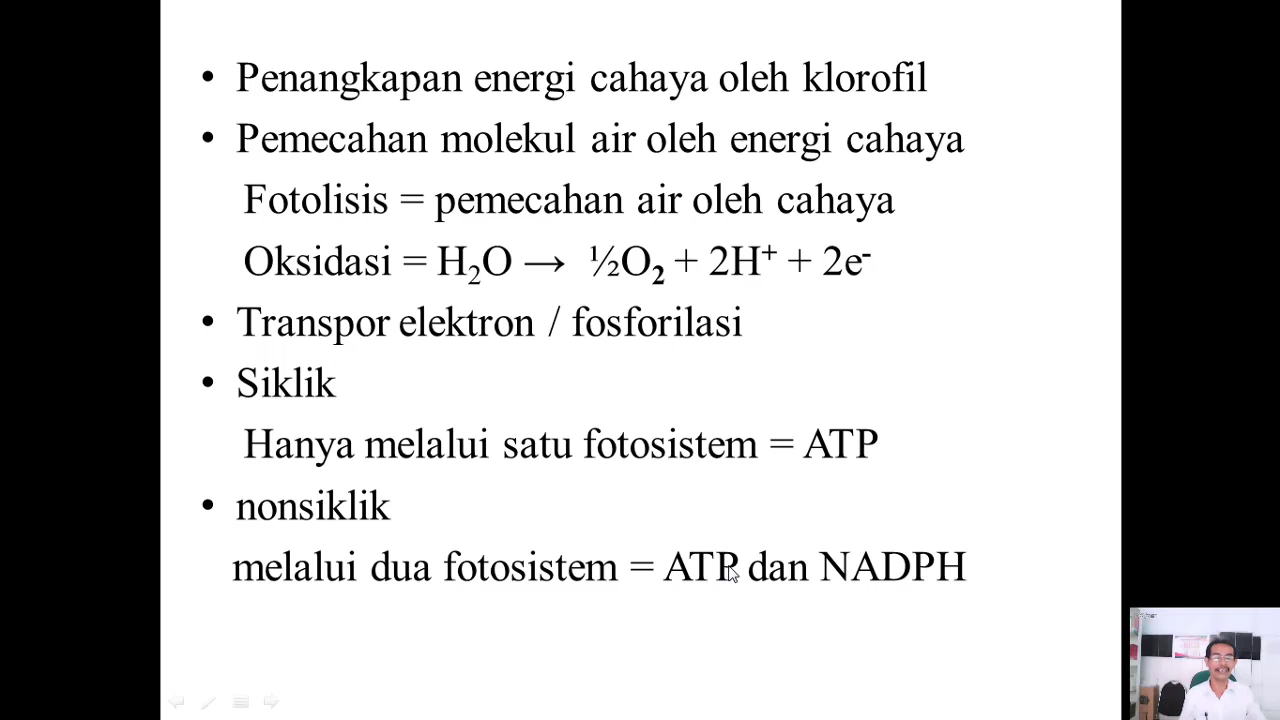 • Penangkapan energi cahaya oleh klorofil
• Pemecahan molekul air oleh energi cahaya
Fotolisis = pemecahan air oleh cahaya
Oksidasi = H₂O → ½O₂ + 2H⁺ + 2e⁻
• Transpor elektron / fosforilasi
• Siklik
Hanya melalui satu fotosistem = ATP
• nonsiklik
melalui dua fotosistem = ATP dan NADPH